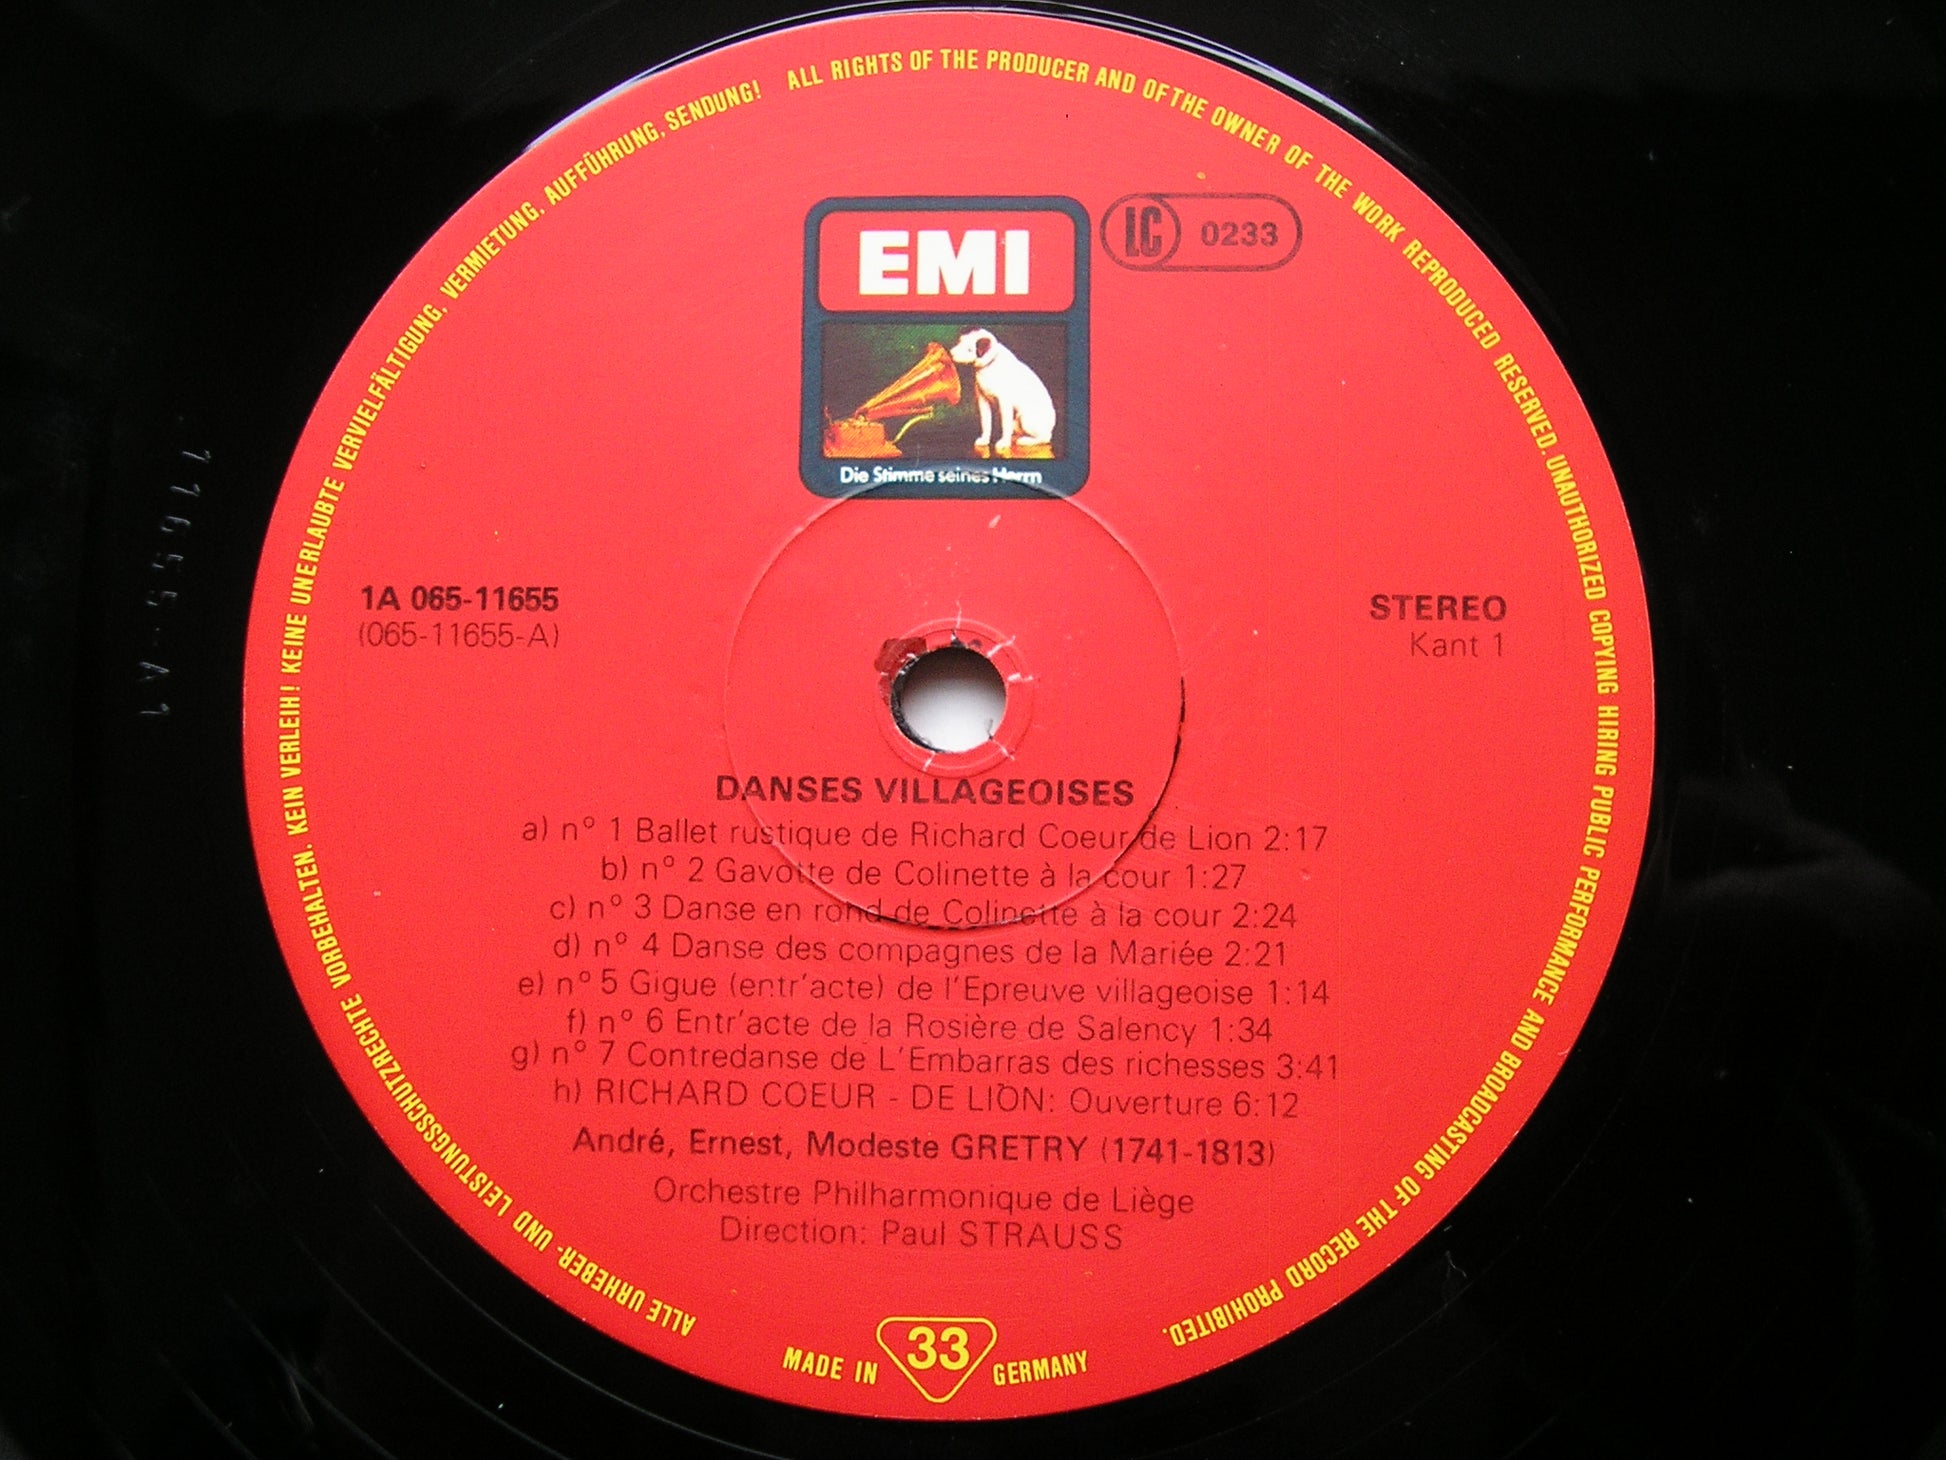 ALLE URHEBER- UND LEISTUNGSSCHUTZRECHTE VORBEHALTEN. KEIN VERLEIH! KEINE UNERLAUBTE VERVIELFÄLTIGUNG, VERMIETUNG, AUFFÜHRUNG, SENDUNG! ALL RIGHTS OF THE PRODUCER AND OF THE OWNER OF THE WORK REPRODUCED RESERVED. UNAUTHORIZED COPYING HIRING PUBLIC PERFORMANCE AND BROADCASTING OF THE RECORD PROHIBITED.
EMI
LC 0233
Die Stimme seines Herrn
1A 065-11655
(065-11655-A)
STEREO
Kant 1
11655-A 1
DANSES VILLAGEOISES
a) n° 1 Ballet rustique de Richard Coeur de Lion 2:17
b) n° 2 Gavotte de Colinette à la cour 1:27
c) n° 3 Danse en rond de Colinette à la cour 2:24
d) n° 4 Danse des compagnes de la Mariée 2:21
e) n° 5 Gigue (entr'acte) de l'Epreuve villageoise 1:14
f) n° 6 Entr'acte de la Rosière de Salency 1:34
g) n° 7 Contredanse de L'Embarras des richesses 3:41
h) RICHARD COEUR - DE LION: Ouverture 6:12
André, Ernest, Modeste GRETRY (1741-1813)
Orchestre Philharmonique de Liège
Direction: Paul STRAUSS
MADE IN 33 GERMANY